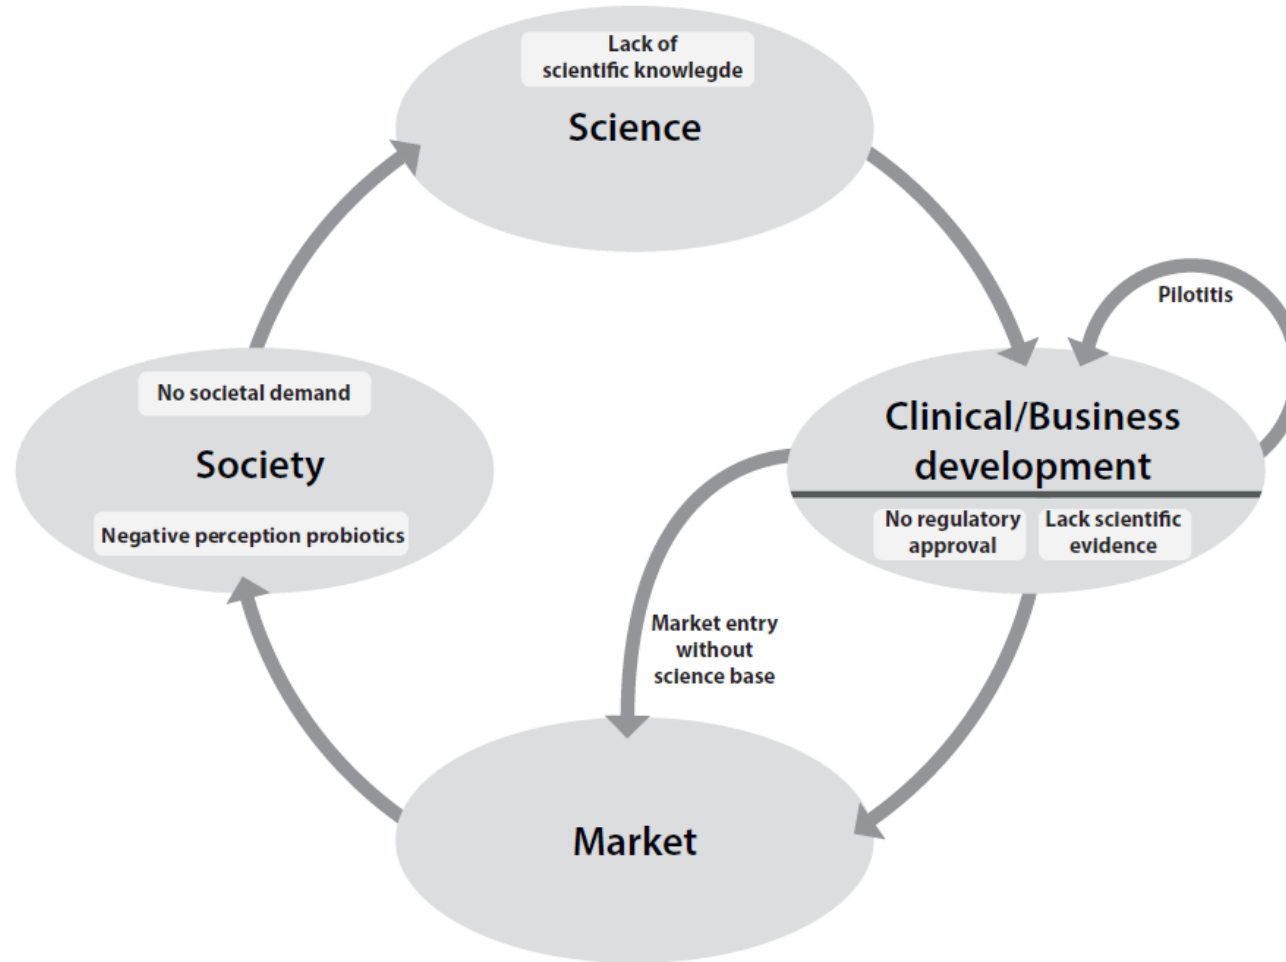 Lack of
scientific knowlegde
Science
Pilotitis
No societal demand
Society
Negative perception probiotics
Clinical/Business
development
No regulatory
approval
Lack scientific
evidence
Market entry
without
science base
Market